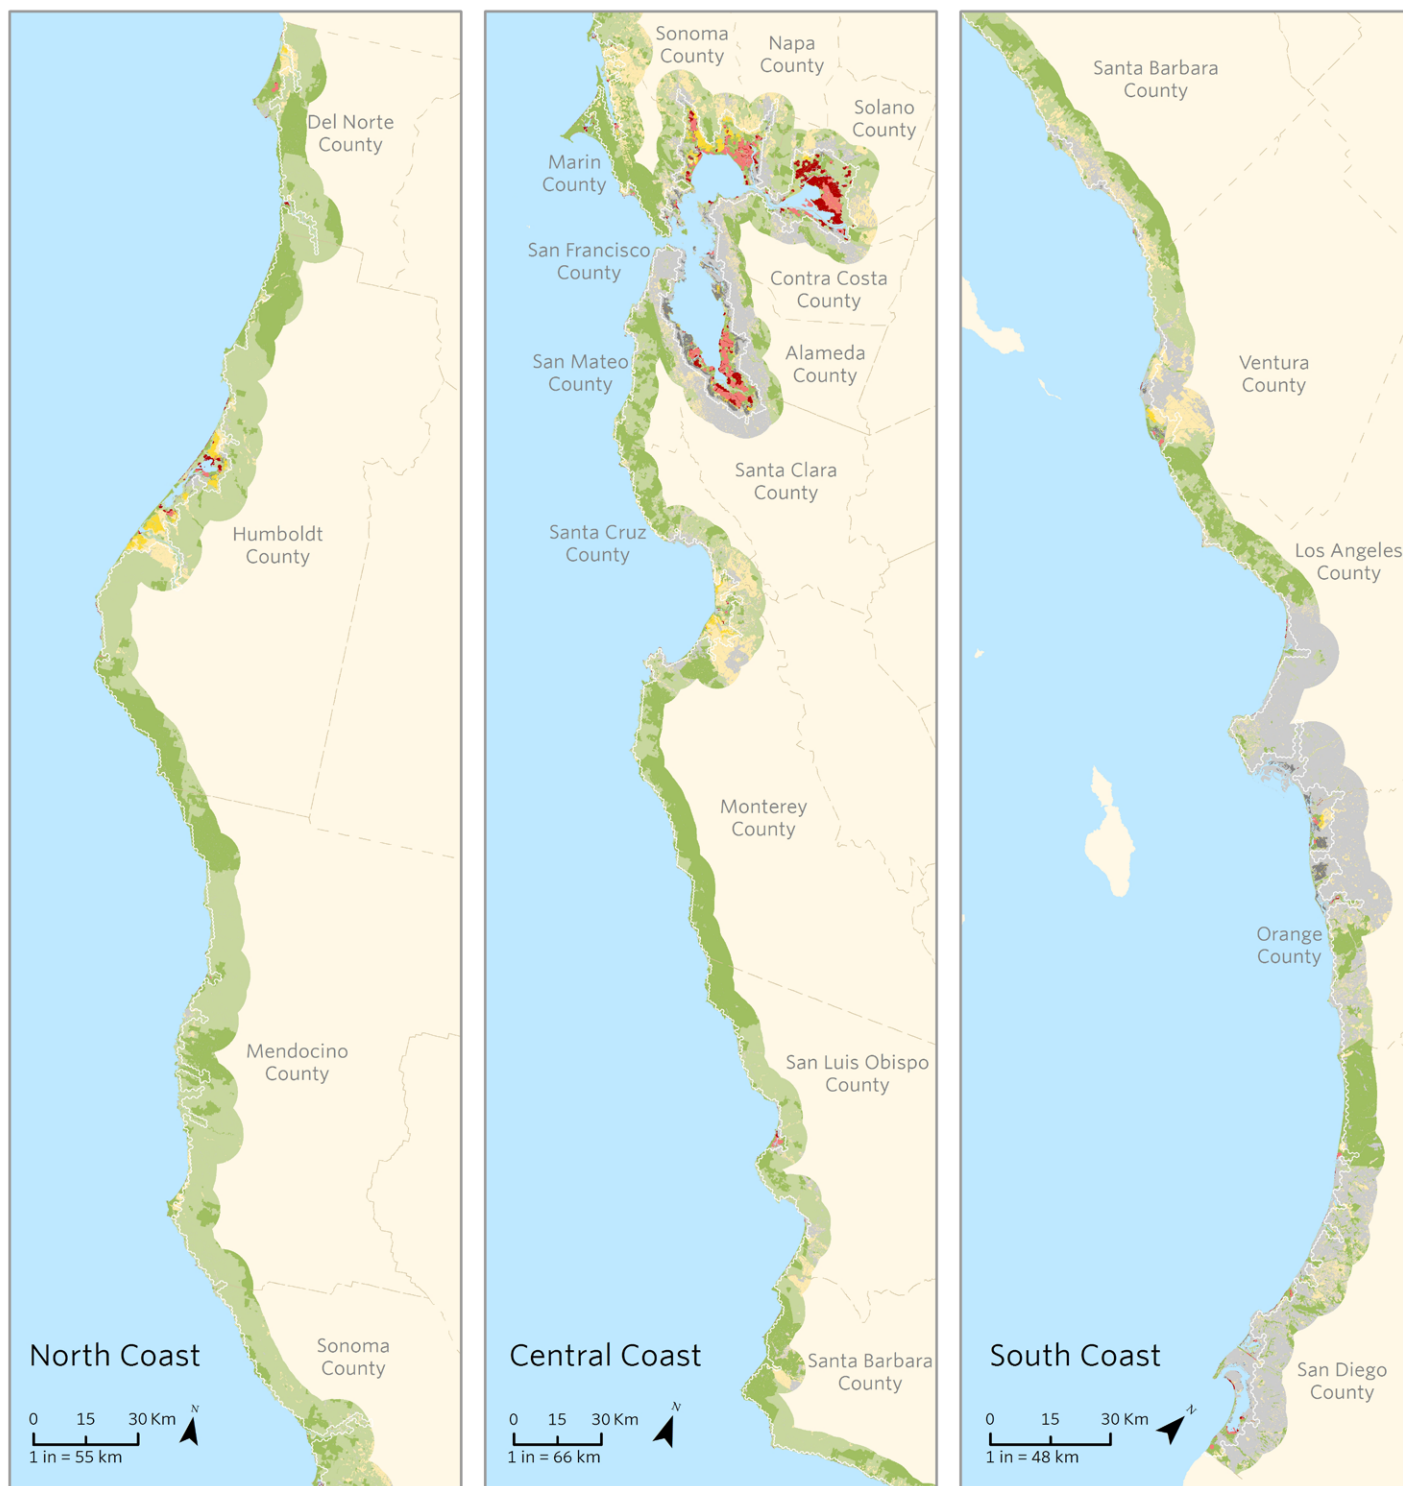 Del Norte
County
Humboldt
County
Mendocino
County
Sonoma
County
North Coast
0 15 30 Km
N
1 in = 55 km
Sonoma
County
Napa
County
Solano
County
Marin
County
San Francisco
County
Contra Costa
County
San Mateo
County
Alameda
County
Santa Clara
County
Santa Cruz
County
Monterey
County
San Luis Obispo
County
Santa Barbara
County
Central Coast
0 15 30 Km
N
1 in = 66 km
Santa Barbara
County
Ventura
County
Los Angeles
County
Orange
County
San Diego
County
South Coast
0 15 30 Km
N
1 in = 48 km